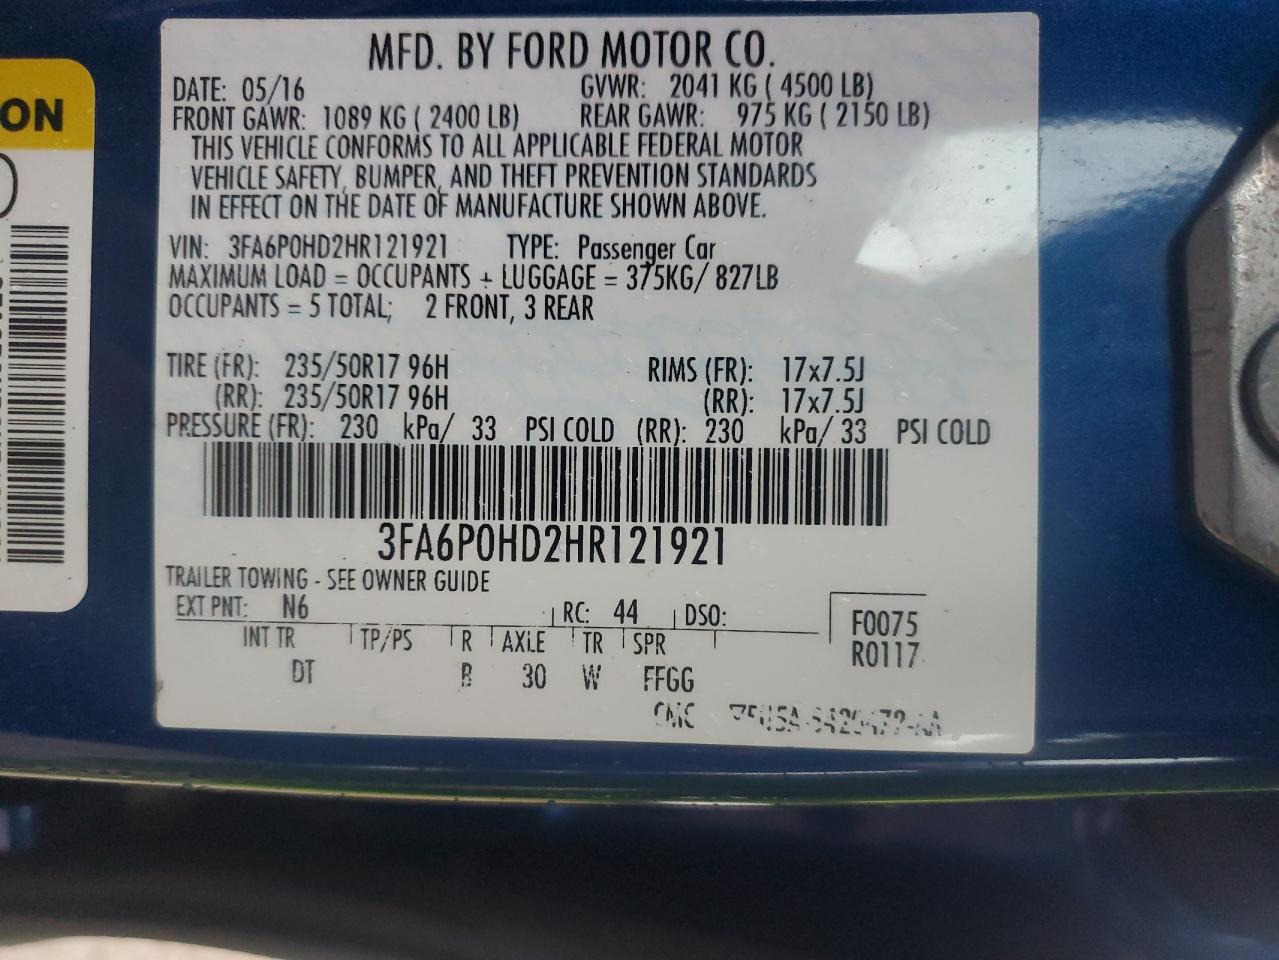 ON
MFD. BY FORD MOTOR CO.
DATE: 05/16 GVWR: 2041 KG ( 4500 LB)
FRONT GAWR: 1089 KG ( 2400 LB) REAR GAWR: 975 KG ( 2150 LB)
THIS VEHICLE CONFORMS TO ALL APPLICABLE FEDERAL MOTOR
VEHICLE SAFETY, BUMPER, AND THEFT PREVENTION STANDARDS
IN EFFECT ON THE DATE OF MANUFACTURE SHOWN ABOVE.
VIN: 3FA6P0HD2HR121921 TYPE: Passenger Car
MAXIMUM LOAD = OCCUPANTS + LUGGAGE = 375KG/ 827LB
OCCUPANTS = 5 TOTAL; 2 FRONT, 3 REAR
TIRE (FR): 235/50R17 96H RIMS (FR): 17x7.5J
(RR): 235/50R17 96H (RR): 17x7.5J
PRESSURE (FR): 230 kPa/ 33 PSI COLD (RR): 230 kPa/ 33 PSI COLD
3FA6P0HD2HR121921
TRAILER TOWING - SEE OWNER GUIDE
EXT PNT: N6 RC: 44 DSO: F0075
INT TR TP/PS R AXLE TR SPR R0117
DT B 30 W FFGG
CMC